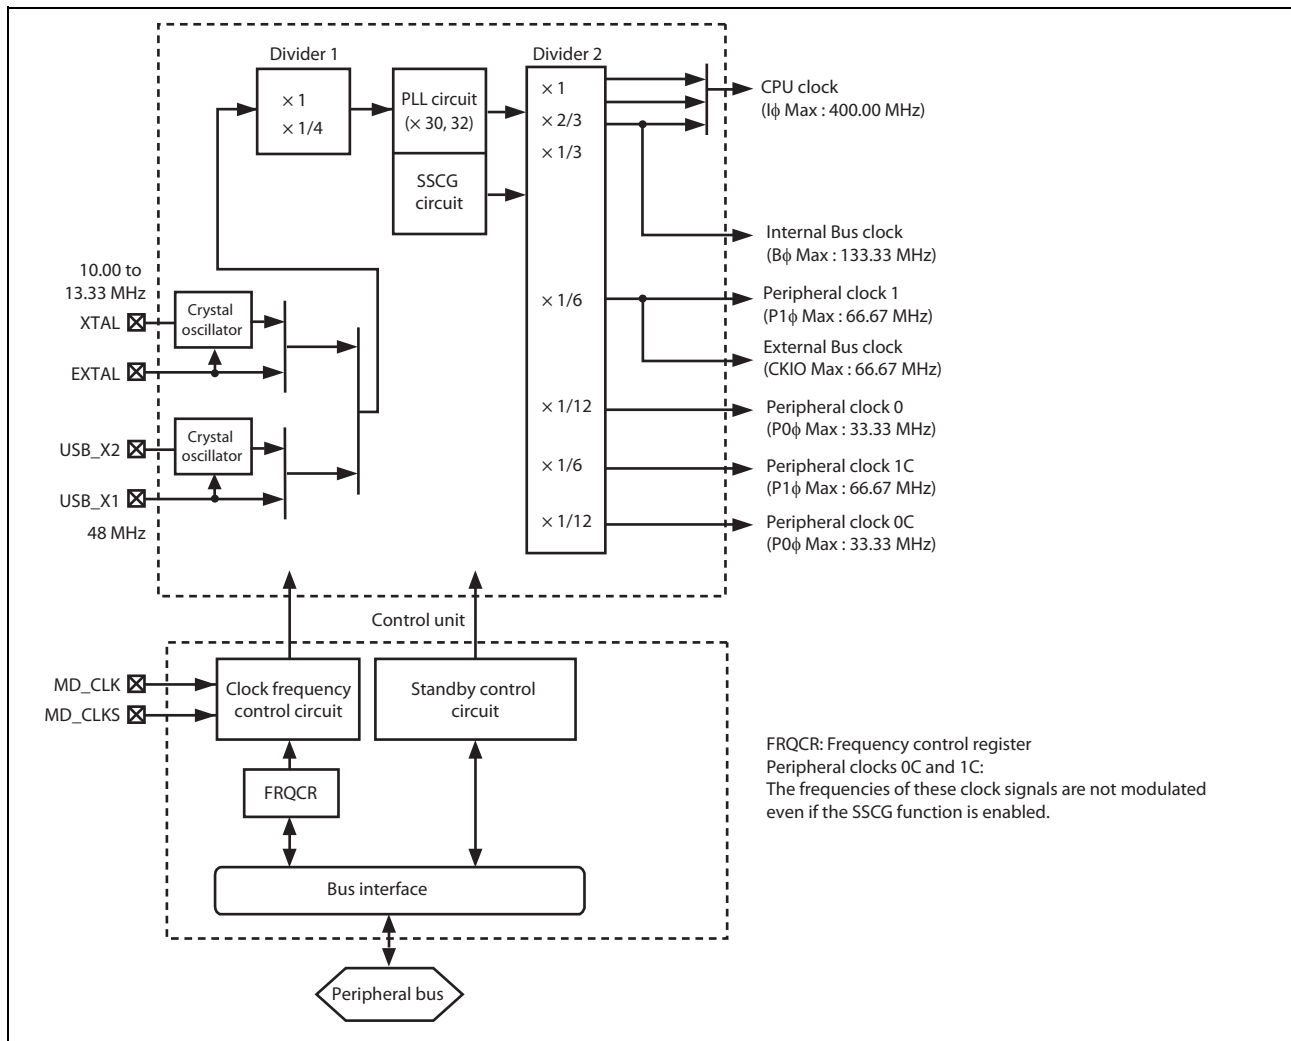 Divider 1
× 1
× 1/4
PLL circuit
(× 30, 32)
SSCG
circuit
Divider 2
× 1
× 2/3
× 1/3
× 1/6
× 1/12
× 1/6
× 1/12
CPU clock
(Iϕ Max : 400.00 MHz)
Internal Bus clock
(Bϕ Max : 133.33 MHz)
Peripheral clock 1
(P1ϕ Max : 66.67 MHz)
External Bus clock
(CKIO Max : 66.67 MHz)
Peripheral clock 0
(P0ϕ Max : 33.33 MHz)
Peripheral clock 1C
(P1ϕ Max : 66.67 MHz)
Peripheral clock 0C
(P0ϕ Max : 33.33 MHz)
10.00 to
13.33 MHz
XTAL
Crystal
oscillator
EXTAL
USB_X2
Crystal
oscillator
USB_X1
48 MHz
Control unit
MD_CLK
MD_CLKS
Clock frequency
control circuit
Standby control
circuit
FRQCR
Bus interface
Peripheral bus
FRQCR: Frequency control register
Peripheral clocks 0C and 1C:
The frequencies of these clock signals are not modulated
even if the SSCG function is enabled.